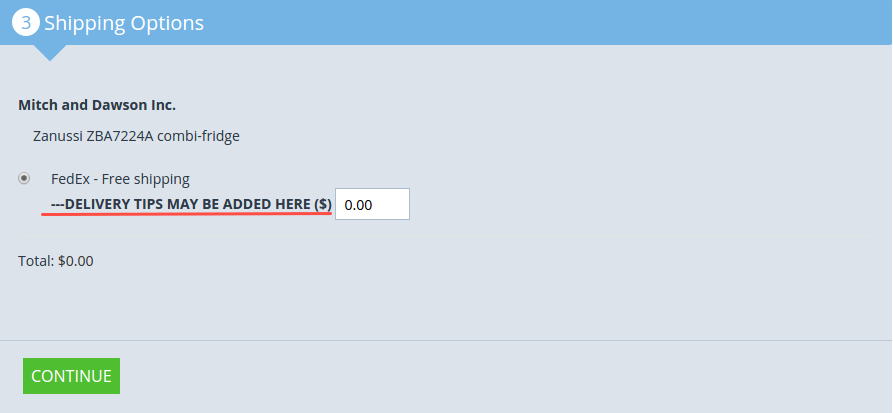 3 Shipping Options
Mitch and Dawson Inc.
Zanussi ZBA7224A combi-fridge
FedEx - Free shipping
---DELIVERY TIPS MAY BE ADDED HERE ($) 0.00
Total: $0.00
CONTINUE